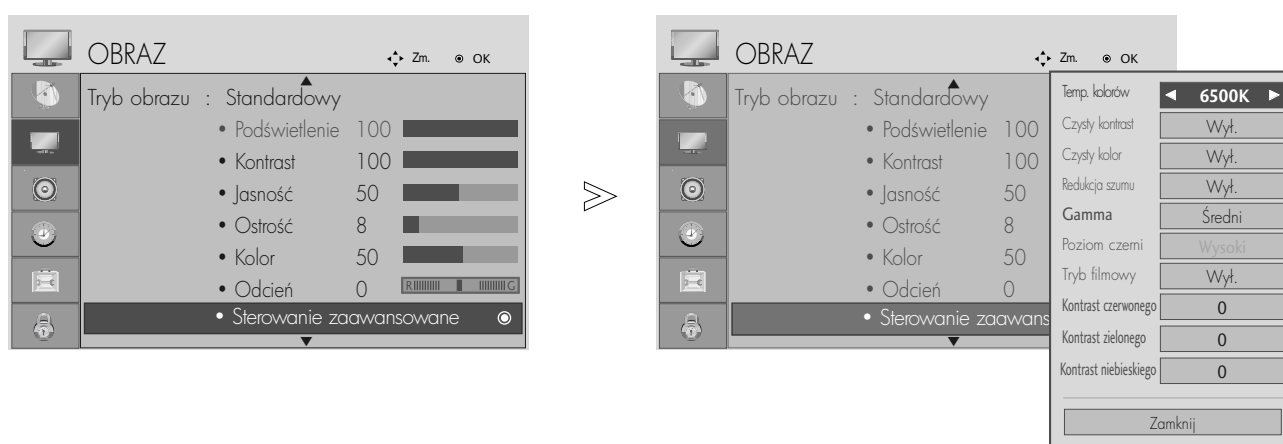 OBRAZ
Zm. OK
Tryb obrazu : Standardowy
• Podświetlenie 100
• Kontrast 100
• Jasność 50
• Ostrość 8
• Kolor 50
• Odcień 0 R G
• Sterowanie zaawansowane
OBRAZ
Zm. OK
Tryb obrazu : Standardowy
• Podświetlenie 100
• Kontrast 100
• Jasność 50
• Ostrość 8
• Kolor 50
• Odcień 0
• Sterowanie zaawans
Temp. kolorów 6500K
Czysty kontrast Wył.
Czysty kolor Wył.
Redukcja szumu Wył.
Gamma Średni
Poziom czerni Wysoki
Tryb filmowy Wył.
Kontrast czerwonego 0
Kontrast zielonego 0
Kontrast niebieskiego 0
Zamknij